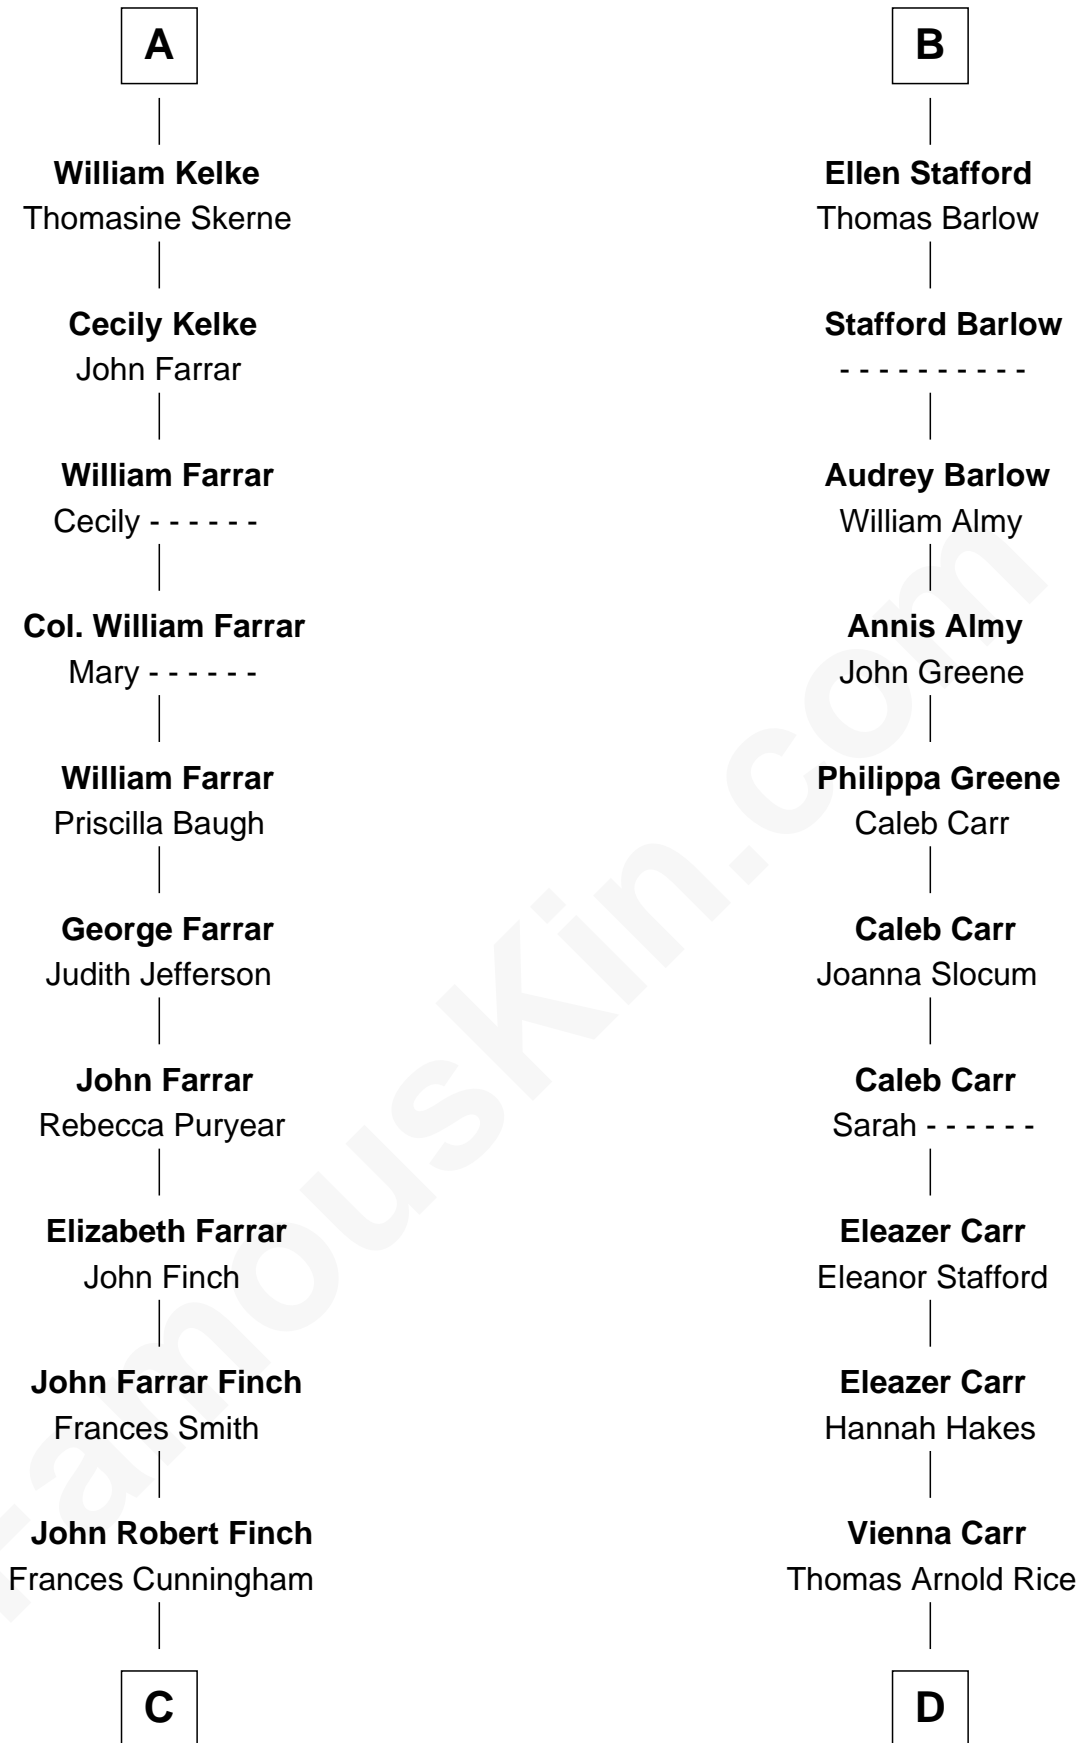 A
William Kelke
Thomasine Skerne
Cecily Kelke
John Farrar
William Farrar
Cecily - - - - - -
Col. William Farrar
Mary - - - - - -
William Farrar
Priscilla Baugh
George Farrar
Judith Jefferson
John Farrar
Rebecca Puryear
Elizabeth Farrar
John Finch
John Farrar Finch
Frances Smith
John Robert Finch
Frances Cunningham
C
B
Ellen Stafford
Thomas Barlow
Stafford Barlow
- - - - - - - - - -
Audrey Barlow
William Almy
Annis Almy
John Greene
Philippa Greene
Caleb Carr
Caleb Carr
Joanna Slocum
Caleb Carr
Sarah - - - - - -
Eleazer Carr
Eleanor Stafford
Eleazer Carr
Hannah Hakes
Vienna Carr
Thomas Arnold Rice
D
FamousKin.com